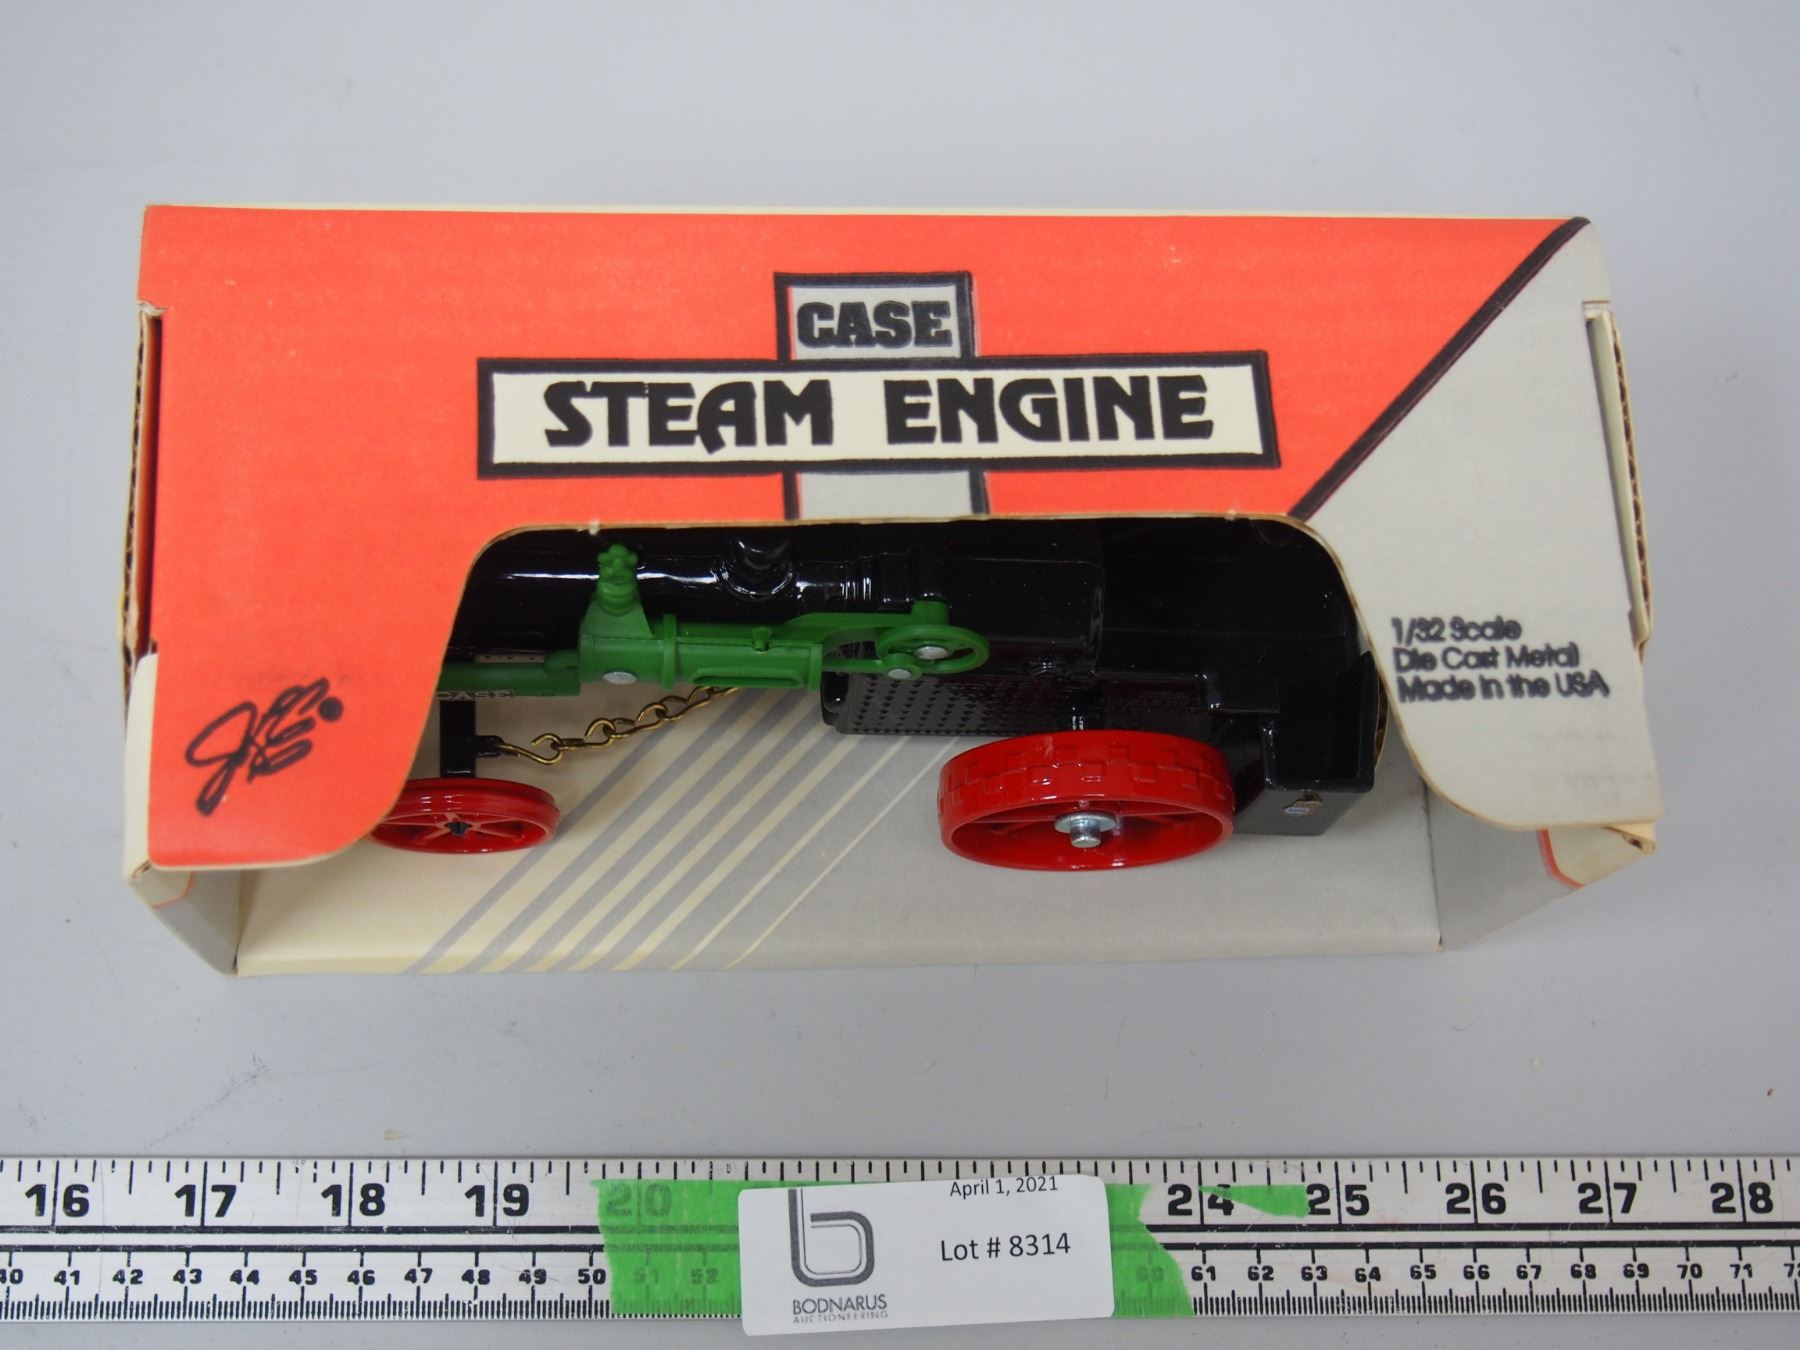 CASE
STEAM ENGINE
1/32 Scale
Die Cast Metal
Made in the USA
CASE
16 17 18 19 20 24 25 26 27 28
April 1, 2021
Lot # 8314
BODNARUS
AUCTIONEERING
40 41 42 43 44 45 46 47 48 49 50 51 52 60 61 62 63 64 65 66 67 68 69 70 71